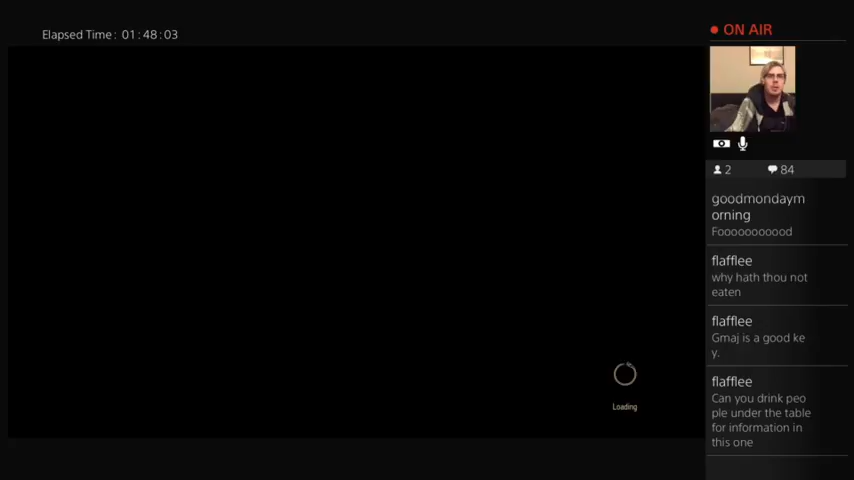 Elapsed Time: 01:48:03
ON AIR
2
84
goodmondaym
orning
Foooooooood
flafflee
why hath thou not
eaten
flafflee
Gmaj is a good ke
y.
flafflee
Can you drink peo
ple under the table
for information in
this one
Loading